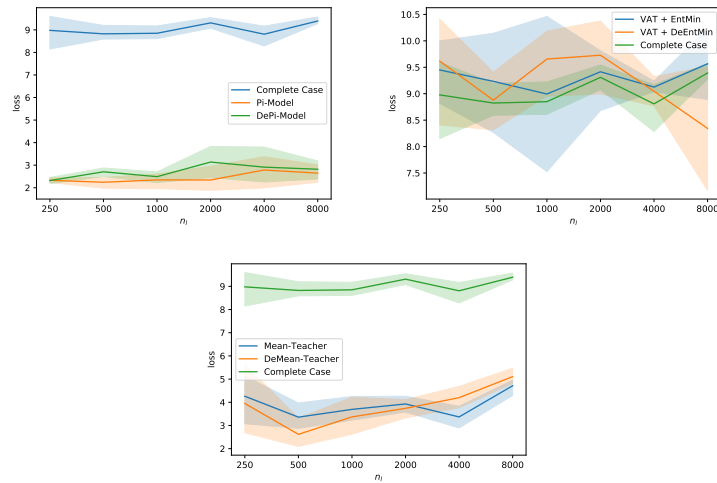 9
8
7
6
5
4
3
2
loss
Complete Case
Pi-Model
DePi-Model
250 500 1000 2000 4000 8000
n_l
10.5
10.0
9.5
9.0
8.5
8.0
7.5
loss
VAT + EntMin
VAT + DeEntMin
Complete Case
250 500 1000 2000 4000 8000
n_l
9
8
7
6
5
4
3
2
loss
Mean-Teacher
DeMean-Teacher
Complete Case
250 500 1000 2000 4000 8000
n_l